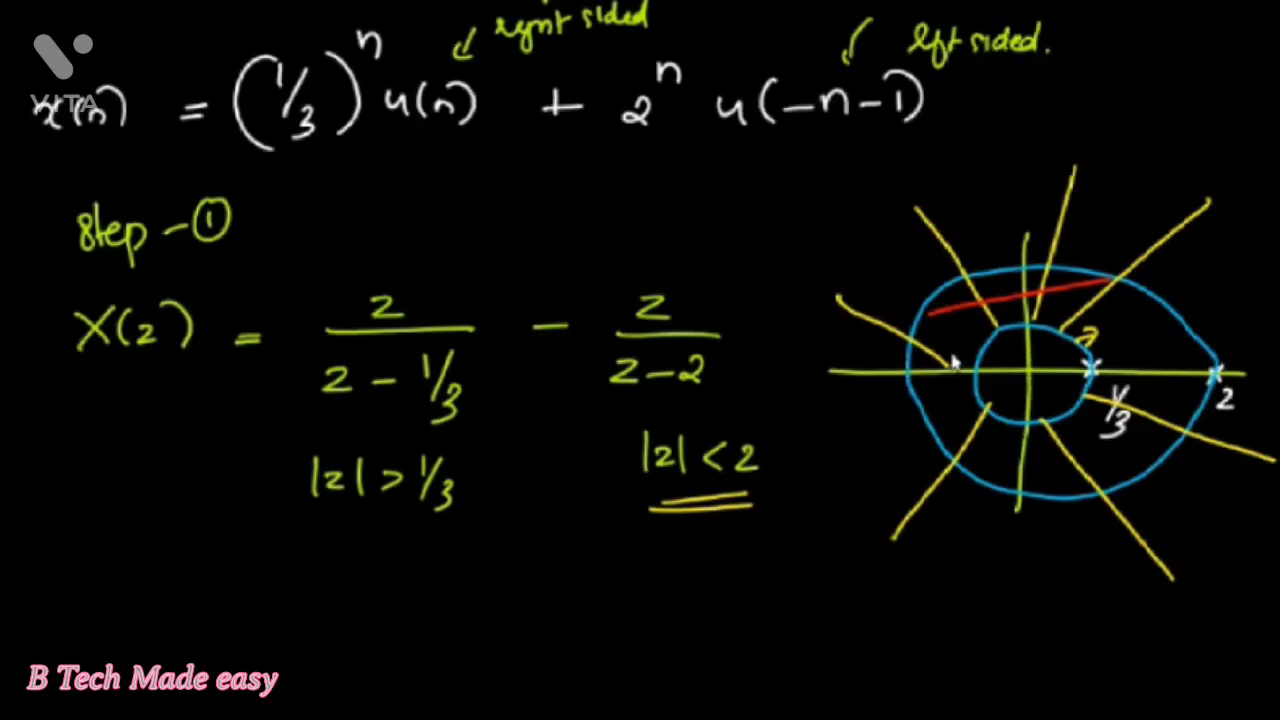 right sided
left sided.
VITA
x(n) = (1/3)^n u(n) + 2^n u(-n-1)
Step - ①
X(z) = z/(z - 1/3) - z/(z-2)
|z| > 1/3 |z| < 2
1/3 2
B Tech Made easy